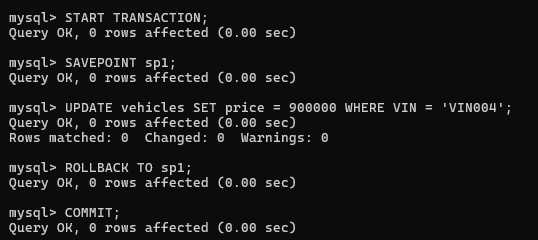 mysql> START TRANSACTION;
Query OK, 0 rows affected (0.00 sec)

mysql> SAVEPOINT sp1;
Query OK, 0 rows affected (0.00 sec)

mysql> UPDATE vehicles SET price = 900000 WHERE VIN = 'VIN004';
Query OK, 0 rows affected (0.00 sec)
Rows matched: 0  Changed: 0  Warnings: 0

mysql> ROLLBACK TO sp1;
Query OK, 0 rows affected (0.00 sec)

mysql> COMMIT;
Query OK, 0 rows affected (0.00 sec)